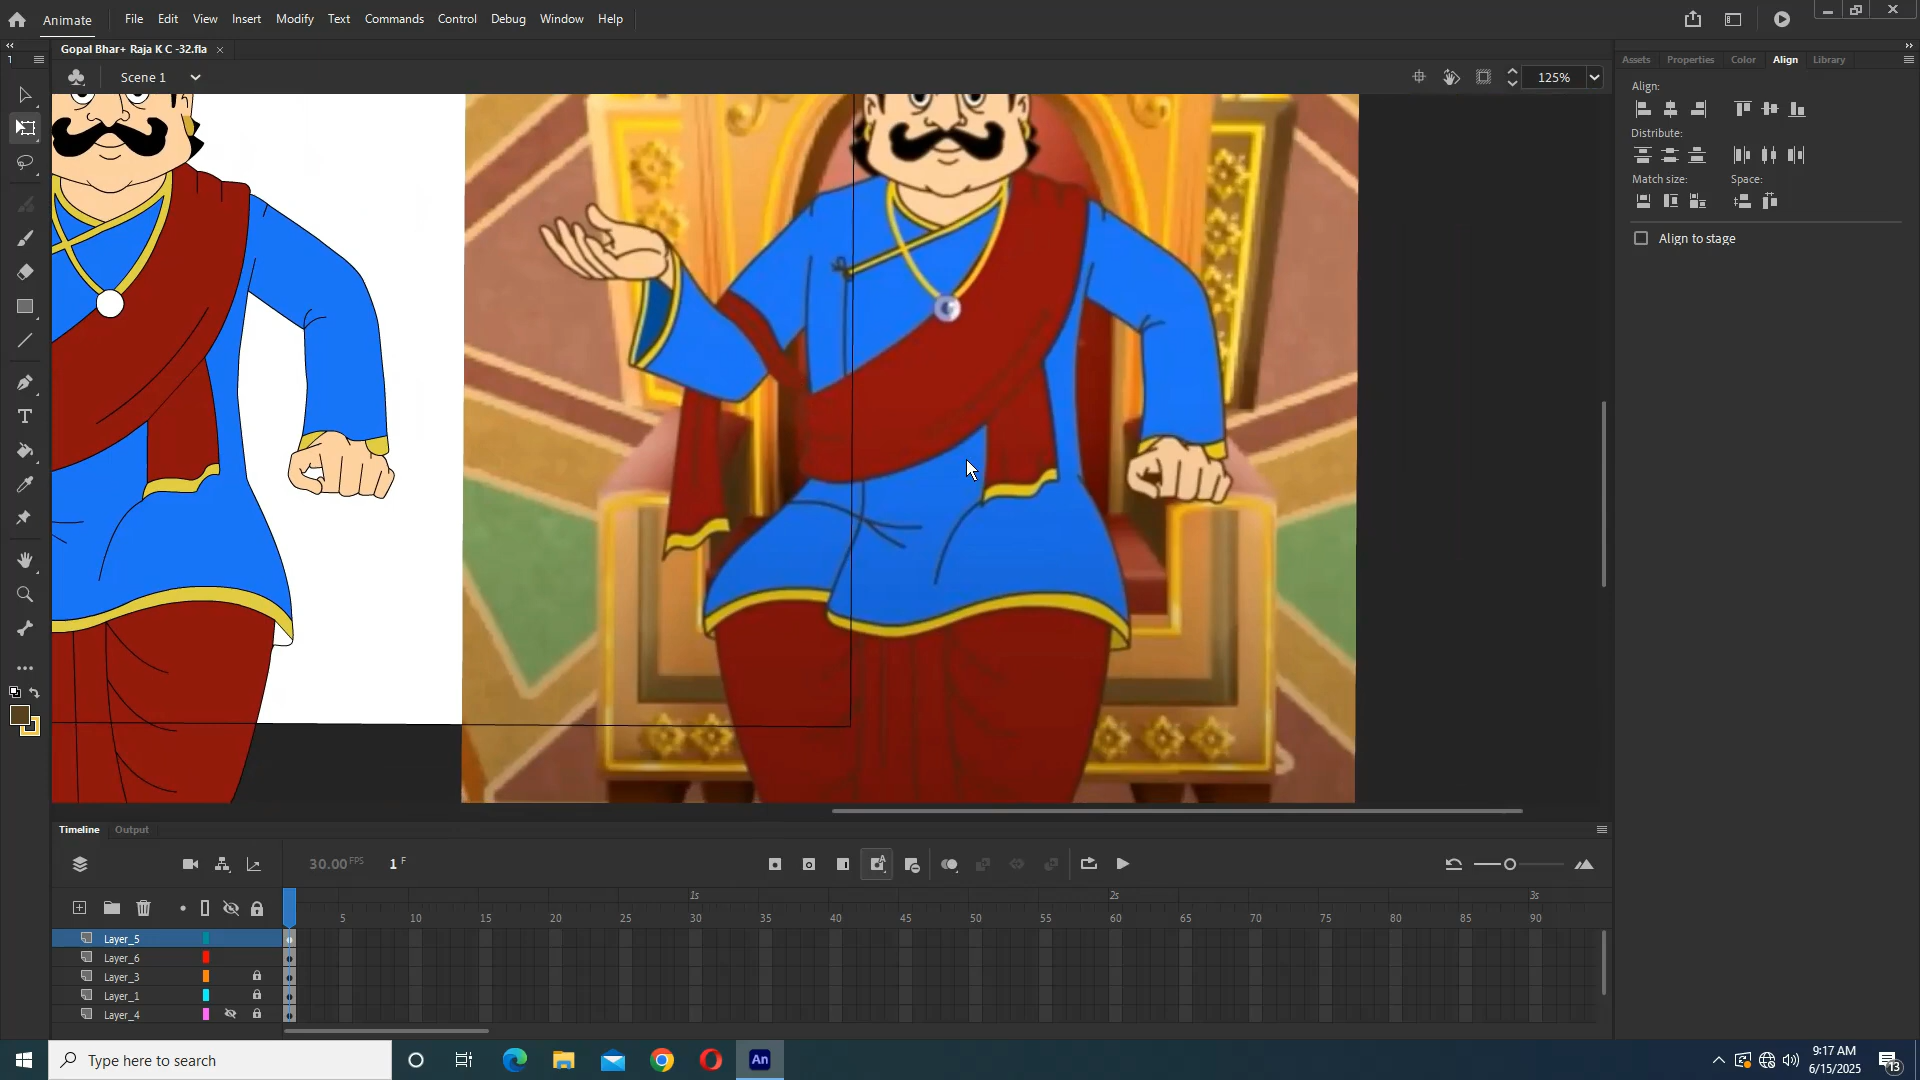 Animate File Edit View Insert Modify Text Commands Control Debug Window Help
Gopal Bhar+ Raja K C -32.fla ×
Scene 1 125%
Assets Properties Color Align Library
Align:
Distribute:
Match size: Space:
Align to stage
Timeline Output
30.00 FPS 1 F
1s 2s 3s
5 10 15 20 25 30 35 40 45 50 55 60 65 70 75 80 85 90
Layer_5
Layer_6
Layer_3
Layer_1
Layer_4
Type here to search
An
9:17 AM
6/15/2025
13